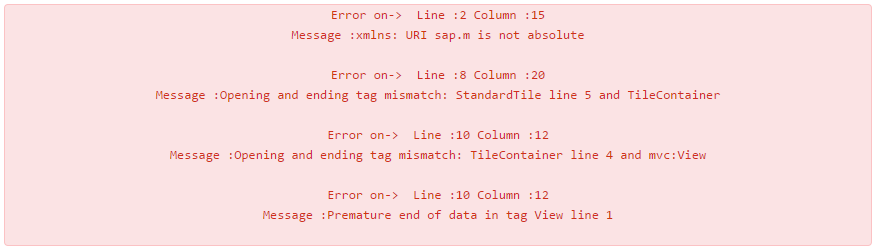 Error on-> Line :2 Column :15
Message :xmlns: URI sap.m is not absolute
Error on-> Line :8 Column :20
Message :Opening and ending tag mismatch: StandardTile line 5 and TileContainer
Error on-> Line :10 Column :12
Message :Opening and ending tag mismatch: TileContainer line 4 and mvc:View
Error on-> Line :10 Column :12
Message :Premature end of data in tag View line 1